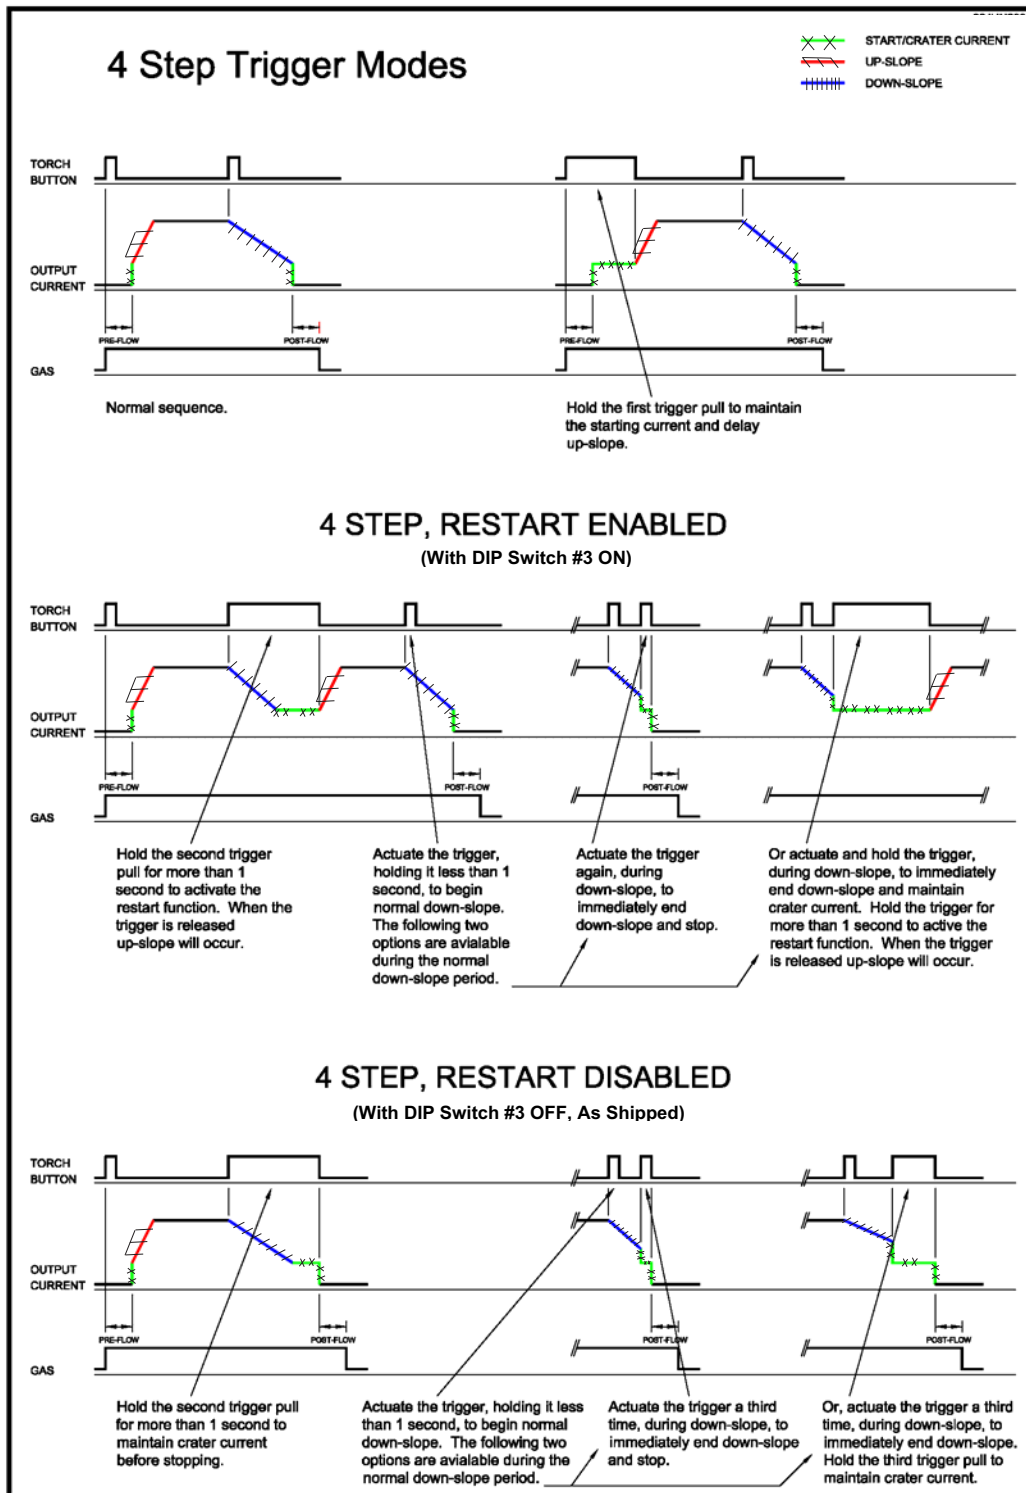 4 Step Trigger Modes
START/CRATER CURRENT
UP-SLOPE
DOWN-SLOPE
TORCH
BUTTON
OUTPUT
CURRENT
PRE-FLOW
POST-FLOW
PRE-FLOW
POST-FLOW
GAS
Normal sequence.
Hold the first trigger pull to maintain
the starting current and delay
up-slope.
4 STEP, RESTART ENABLED
(With DIP Switch #3 ON)
TORCH
BUTTON
OUTPUT
CURRENT
PRE-FLOW
POST-FLOW
POST-FLOW
GAS
Hold the second trigger
pull for more than 1
second to activate the
restart function. When the
trigger is released
up-slope will occur.
Actuate the trigger,
holding it less than 1
second, to begin
normal down-slope.
The following two
options are avialable
during the normal
down-slope period.
Actuate the trigger
again, during
down-slope, to
immediately end
down-slope and stop.
Or actuate and hold the trigger,
during down-slope, to immediately
end down-slope and maintain
crater current. Hold the trigger for
more than 1 second to active the
restart function. When the trigger
is released up-slope will occur.
4 STEP, RESTART DISABLED
(With DIP Switch #3 OFF, As Shipped)
TORCH
BUTTON
OUTPUT
CURRENT
PRE-FLOW
POST-FLOW
POST-FLOW
POST-FLOW
GAS
Hold the second trigger pull
for more than 1 second to
maintain crater current
before stopping.
Actuate the trigger, holding it less
than 1 second, to begin normal
down-slope. The following two
options are avialable during the
normal down-slope period.
Actuate the trigger a third
time, during down-slope, to
immediately end down-slope
and stop.
Or, actuate the trigger a third
time, during down-slope, to
immediately end down-slope.
Hold the third trigger pull to
maintain crater current.